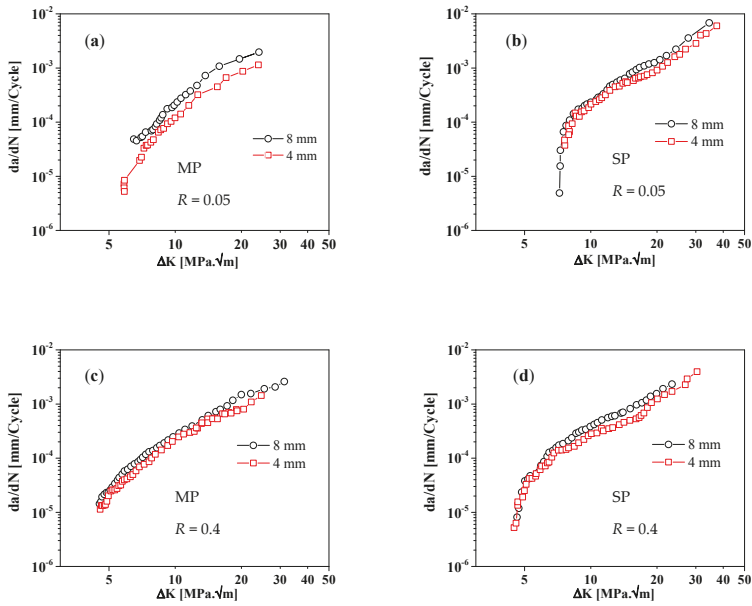 (a)
da/dN [mm/Cycle]
10⁻²
10⁻³
10⁻⁴
10⁻⁵
10⁻⁶
8 mm
4 mm
MP
R = 0.05
5 10 20 30 40 50
ΔK [MPa.√m]
(b)
da/dN [mm/Cycle]
10⁻²
10⁻³
10⁻⁴
10⁻⁵
10⁻⁶
8 mm
4 mm
SP
R = 0.05
5 10 20 30 40 50
ΔK [MPa.√m]
(c)
da/dN [mm/Cycle]
10⁻²
10⁻³
10⁻⁴
10⁻⁵
10⁻⁶
8 mm
4 mm
MP
R = 0.4
5 10 20 30 40 50
ΔK [MPa.√m]
(d)
da/dN [mm/Cycle]
10⁻²
10⁻³
10⁻⁴
10⁻⁵
10⁻⁶
8 mm
4 mm
SP
R = 0.4
5 10 20 30 40 50
ΔK [MPa.√m]